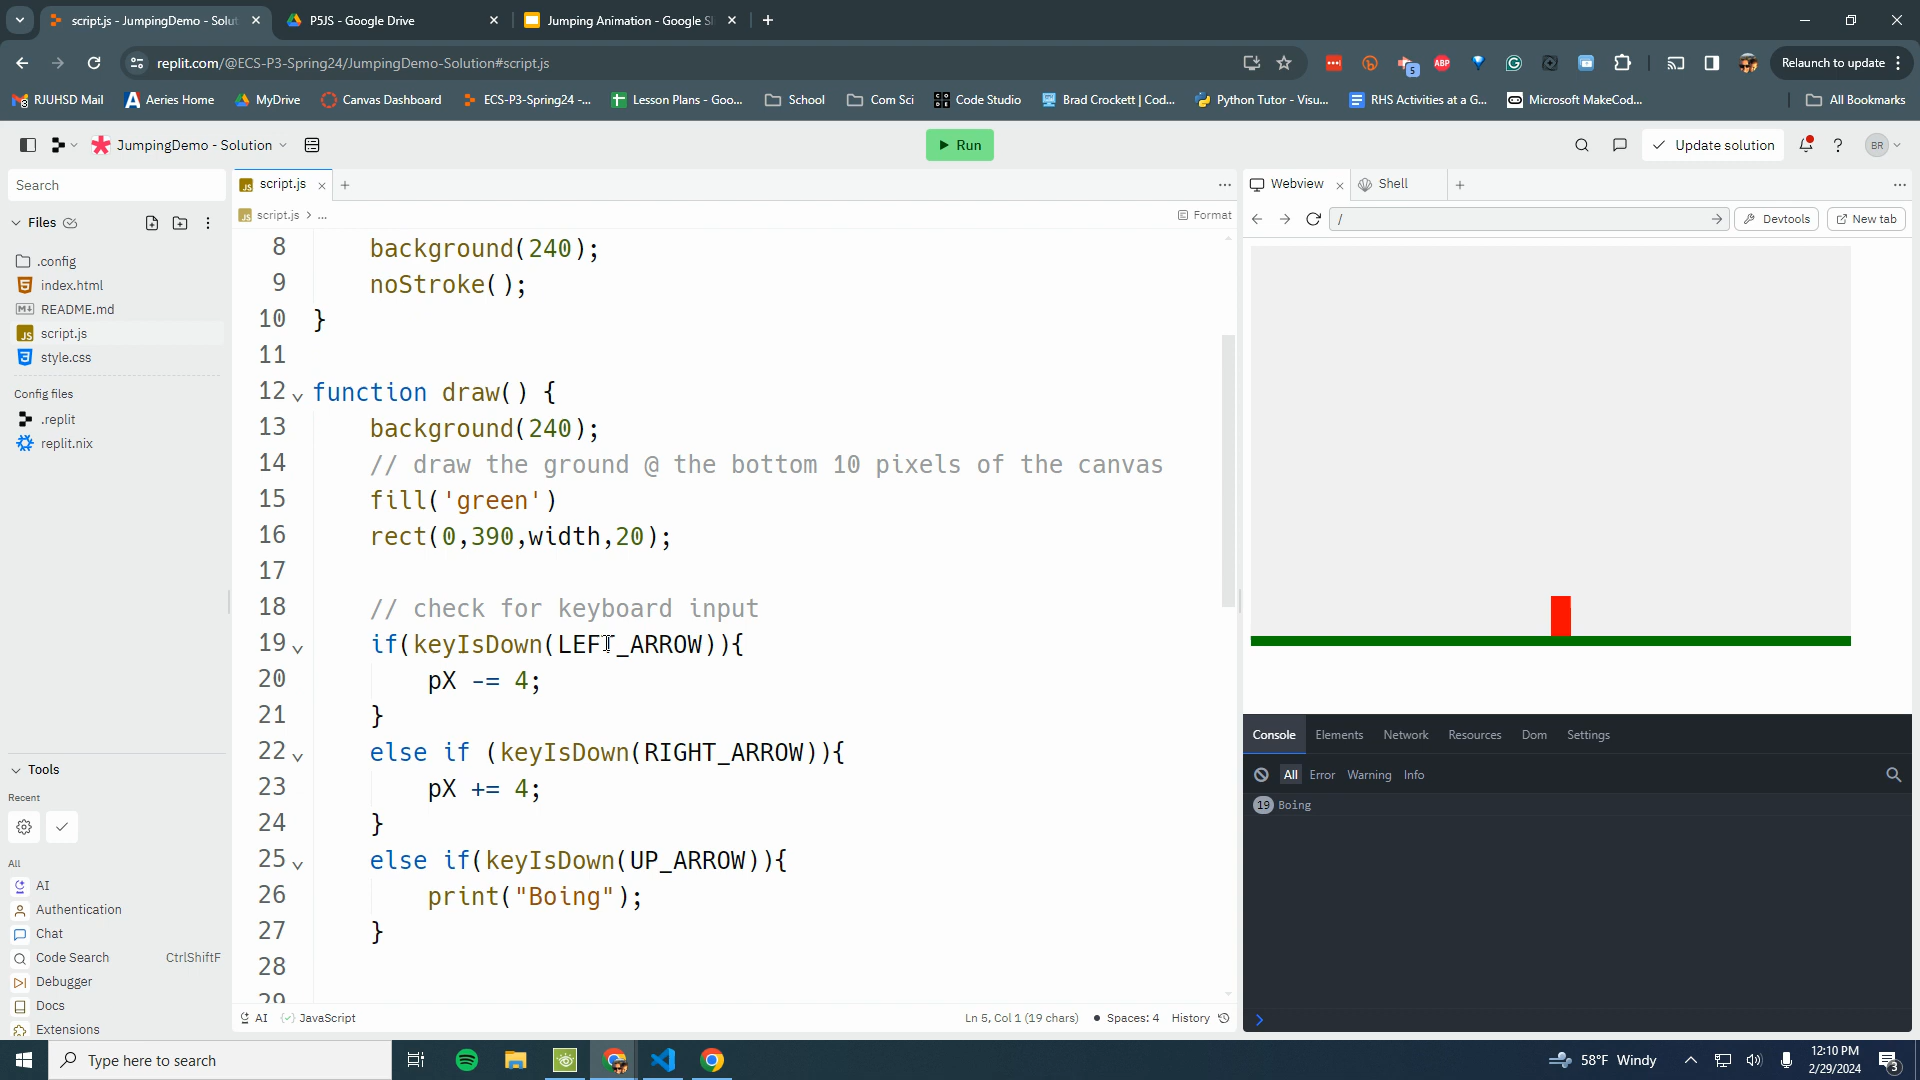 script.js - JumpingDemo - Solut
P5JS - Google Drive
Jumping Animation - Google Sl
replit.com/@ECS-P3-Spring24/JumpingDemo-Solution#script.js
5
ABP
Relaunch to update
RJUHSD Mail
Aeries Home
MyDrive
Canvas Dashboard
ECS-P3-Spring24 -...
Lesson Plans - Goo...
School
Com Sci
Code Studio
Brad Crockett | Cod...
Python Tutor - Visu...
RHS Activities at a G...
Microsoft MakeCod...
All Bookmarks
JumpingDemo - Solution
Run
Update solution
BR
Search
Files
.config
index.html
README.md
script.js
style.css
Config files
.replit
replit.nix
Tools
Recent
All
AI
Authentication
Chat
Code Search CtrlShiftF
Debugger
Docs
Extensions
script.js
script.js > ...
Format
8 background(240);
9 noStroke();
10 }
11
12 function draw() {
13 background(240);
14 // draw the ground @ the bottom 10 pixels of the canvas
15 fill('green')
16 rect(0,390,width,20);
17
18 // check for keyboard input
19 if(keyIsDown(LEFT_ARROW)){
20 pX -= 4;
21 }
22 else if (keyIsDown(RIGHT_ARROW)){
23 pX += 4;
24 }
25 else if(keyIsDown(UP_ARROW)){
26 print("Boing");
27 }
28
29
AI
JavaScript
Ln 5, Col 1 (19 chars)
Spaces: 4
History
Webview
Shell
/
Devtools
New tab
Console
Elements
Network
Resources
Dom
Settings
All
Error
Warning
Info
19 Boing
Type here to search
58°F Windy
12:10 PM
2/29/2024
3